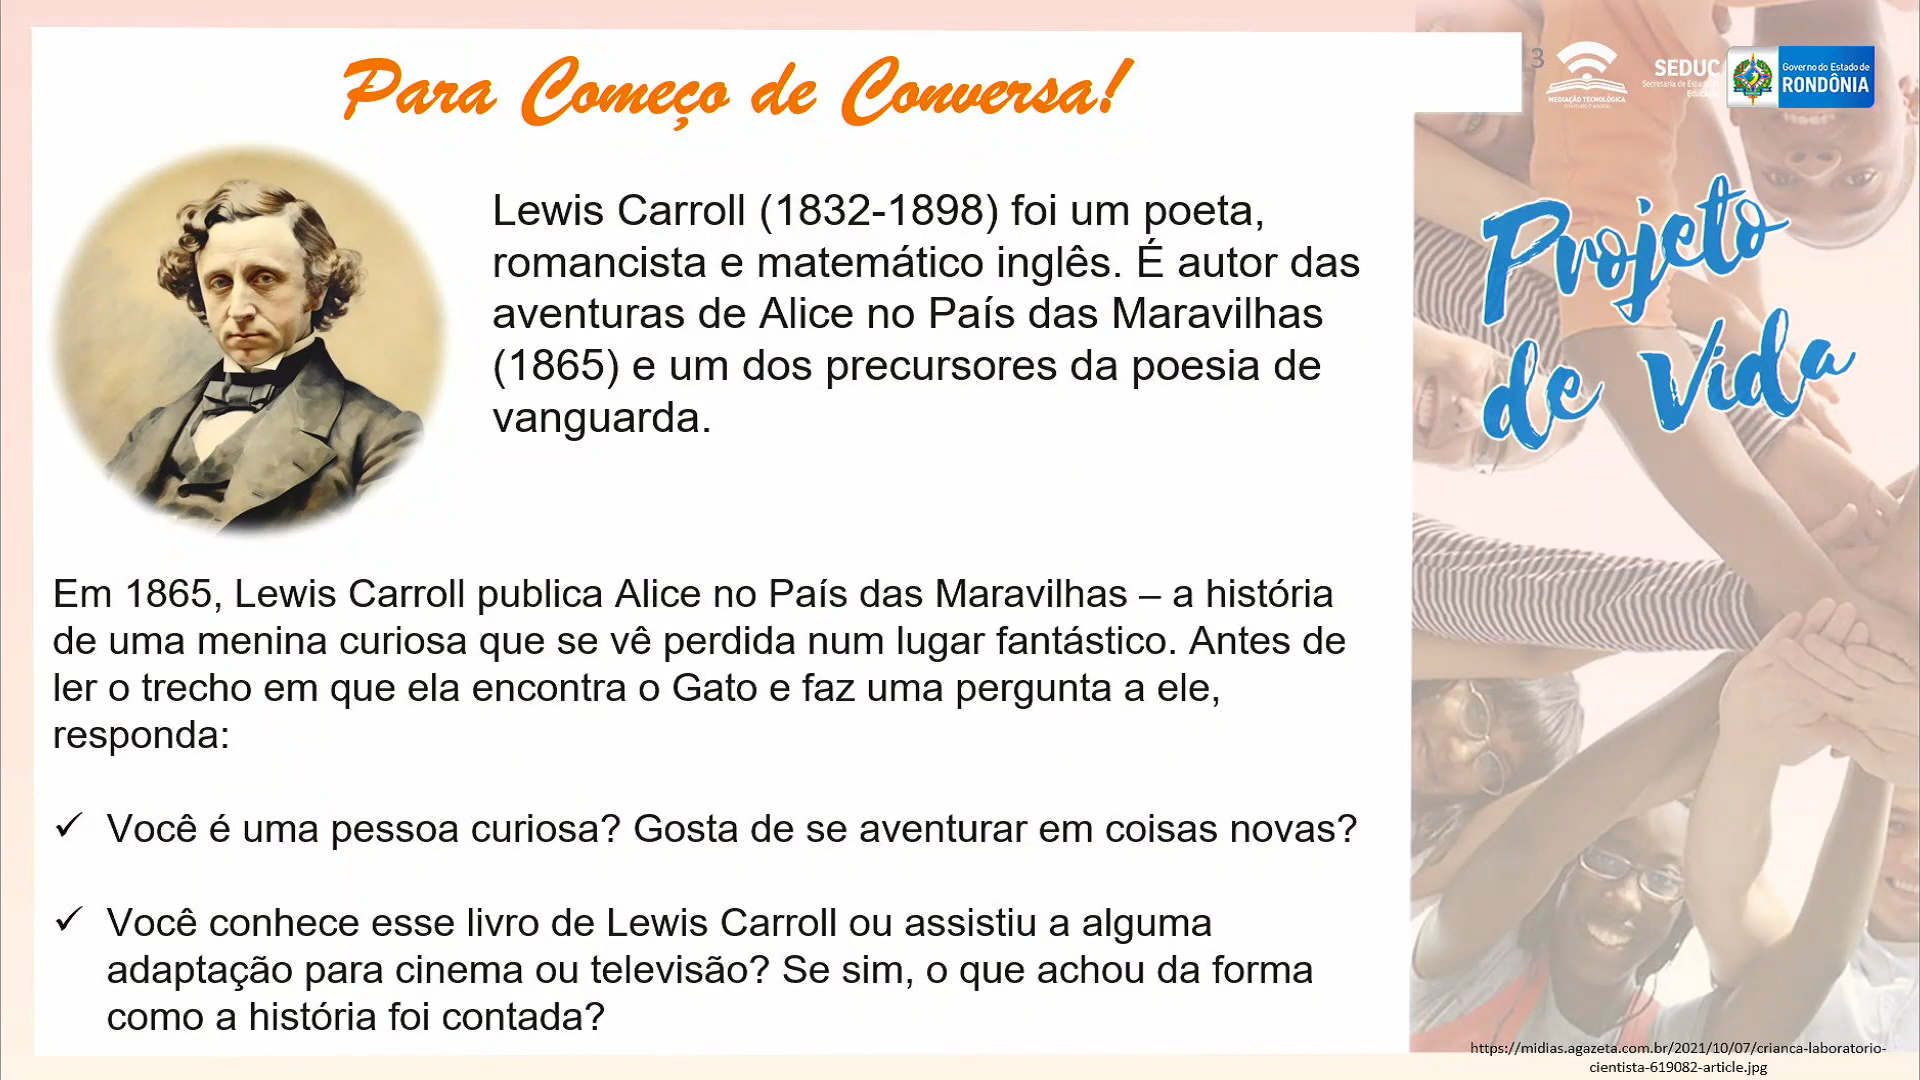 Para Começo de Conversa!
3
MEDIAÇÃO TECNOLÓGICA
SEDUC
Secretaria de Estado da
Governo do Estado de
RONDÔNIA
Lewis Carroll (1832-1898) foi um poeta,
romancista e matemático inglês. É autor das
aventuras de Alice no País das Maravilhas
(1865) e um dos precursores da poesia de
vanguarda.
Projeto
de Vida
Em 1865, Lewis Carroll publica Alice no País das Maravilhas – a história
de uma menina curiosa que se vê perdida num lugar fantástico. Antes de
ler o trecho em que ela encontra o Gato e faz uma pergunta a ele,
responda:
✓ Você é uma pessoa curiosa? Gosta de se aventurar em coisas novas?
✓ Você conhece esse livro de Lewis Carroll ou assistiu a alguma
adaptação para cinema ou televisão? Se sim, o que achou da forma
como a história foi contada?
https://midias.agazeta.com.br/2021/10/07/crianca-laboratorio-
cientista-619082-article.jpg